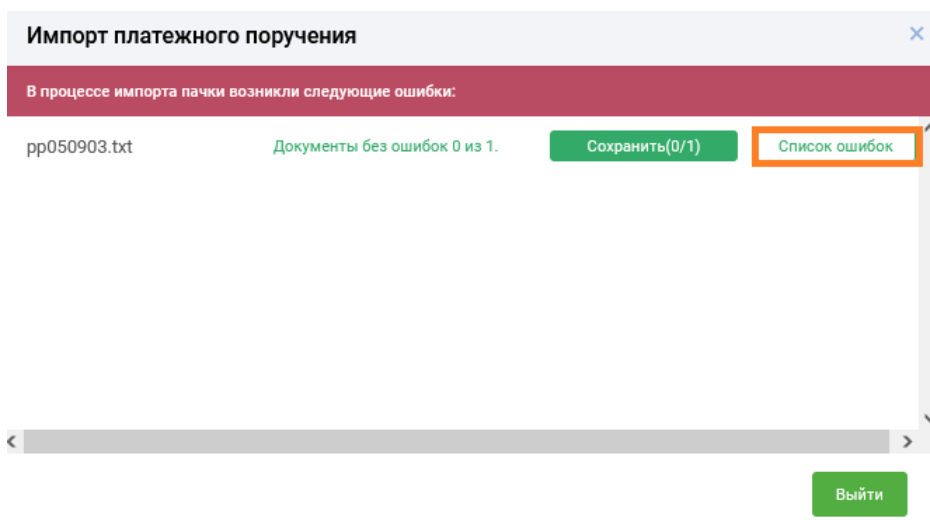 Импорт платежного поручения
В процессе импорта пачки возникли следующие ошибки:
pp050903.txt Документы без ошибок 0 из 1. Сохранить(0/1) Список ошибок
Выйти